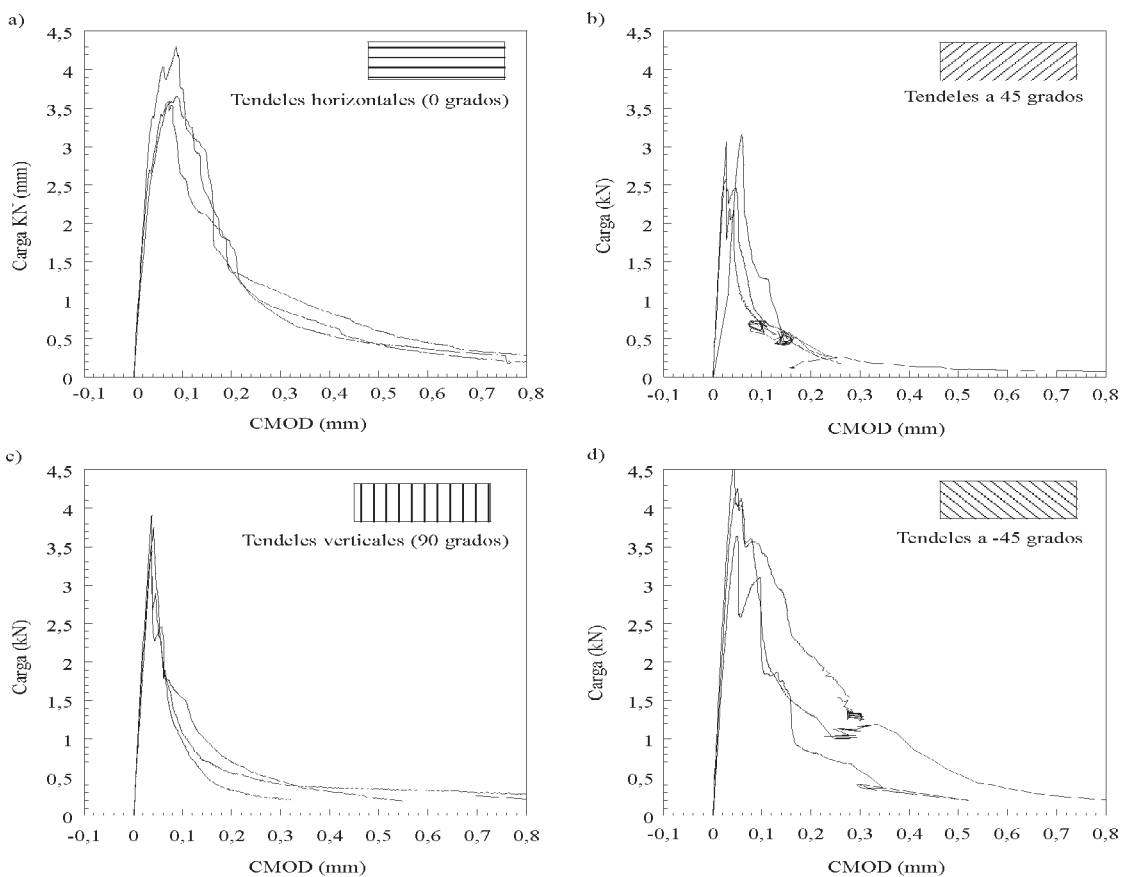 a)
4,5
4
3,5
3
2,5
2
1,5
1
0,5
0
Carga KN (mm)
Tendeles horizontales (0 grados)
-0,1 0 0,1 0,2 0,3 0,4 0,5 0,6 0,7 0,8
CMOD (mm)
b)
4,5
4
3,5
3
2,5
2
1,5
1
0,5
0
Carga (kN)
Tendeles a 45 grados
-0,1 0 0,1 0,2 0,3 0,4 0,5 0,6 0,7 0,8
CMOD (mm)
c)
4,5
4
3,5
3
2,5
2
1,5
1
0,5
0
Carga (kN)
Tendeles verticales (90 grados)
-0,1 0 0,1 0,2 0,3 0,4 0,5 0,6 0,7 0,8
CMOD (mm)
d)
4,5
4
3,5
3
2,5
2
1,5
1
0,5
0
Carga (kN)
Tendeles a -45 grados
-0,1 0 0,1 0,2 0,3 0,4 0,5 0,6 0,7 0,8
CMOD (mm)